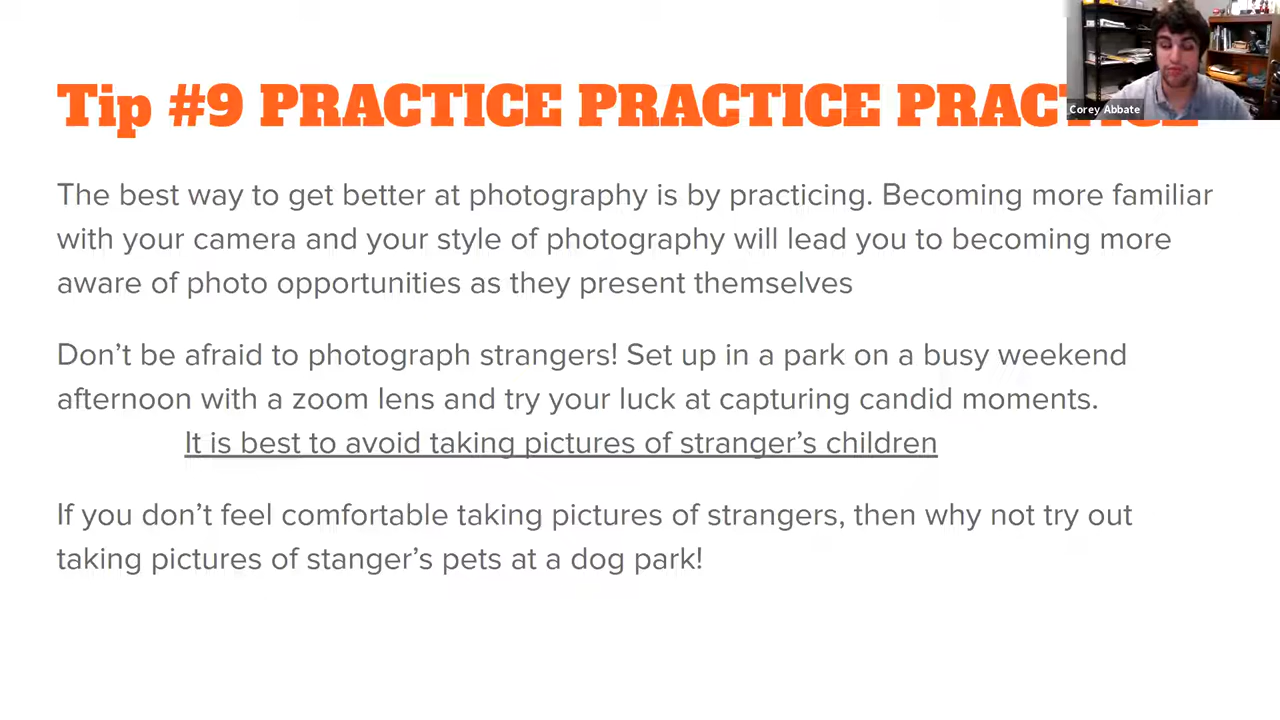 Tip #9 PRACTICE PRACTICE PRACTICE
Corey Abbate
The best way to get better at photography is by practicing. Becoming more familiar
with your camera and your style of photography will lead you to becoming more
aware of photo opportunities as they present themselves
Don't be afraid to photograph strangers! Set up in a park on a busy weekend
afternoon with a zoom lens and try your luck at capturing candid moments.
It is best to avoid taking pictures of stranger's children
If you don't feel comfortable taking pictures of strangers, then why not try out
taking pictures of stanger's pets at a dog park!